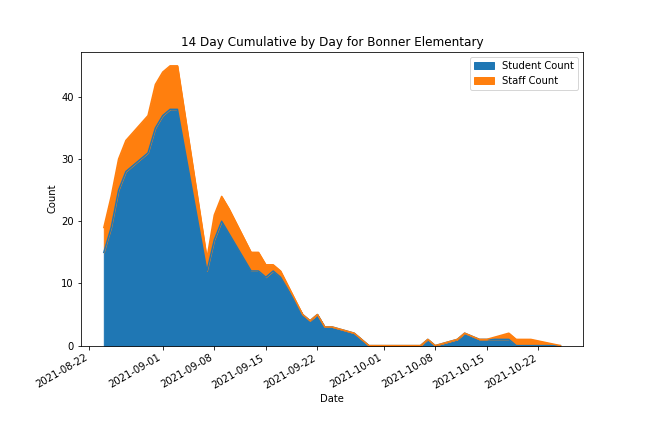 14 Day Cumulative by Day for Bonner Elementary
Student Count
Staff Count
Count
40
30
20
10
0
2021-08-22
2021-09-01
2021-09-08
2021-09-15
2021-09-22
2021-10-01
2021-10-08
2021-10-15
2021-10-22
Date